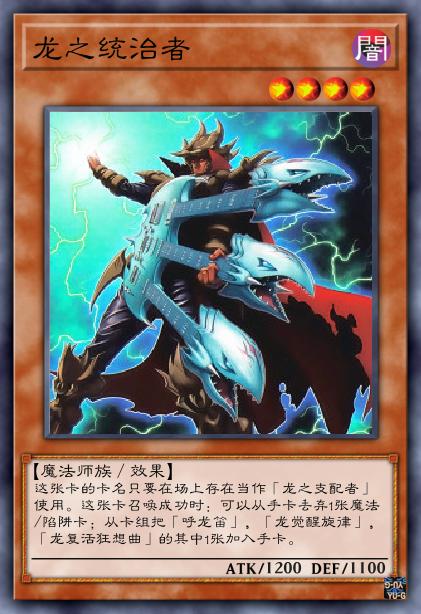 龙之统治者
闇
【魔法师族／效果】
这张卡的卡名只要在场上存在当作「龙之支配者」
使用。这张卡召唤成功时；可以从手卡去弃1张魔法
/陷阱卡；从卡组把「呼龙笛」，「龙觉醒旋律」，
「龙复活狂想曲」的其中1张加入手卡。
ATK/1200 DEF/1100
YU-G